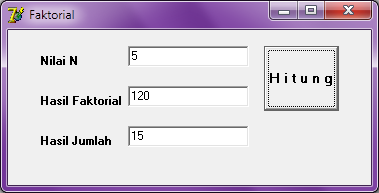 Faktorial
Nilai N 5
Hitung
Hasil Faktorial 120
Hasil Jumlah 15